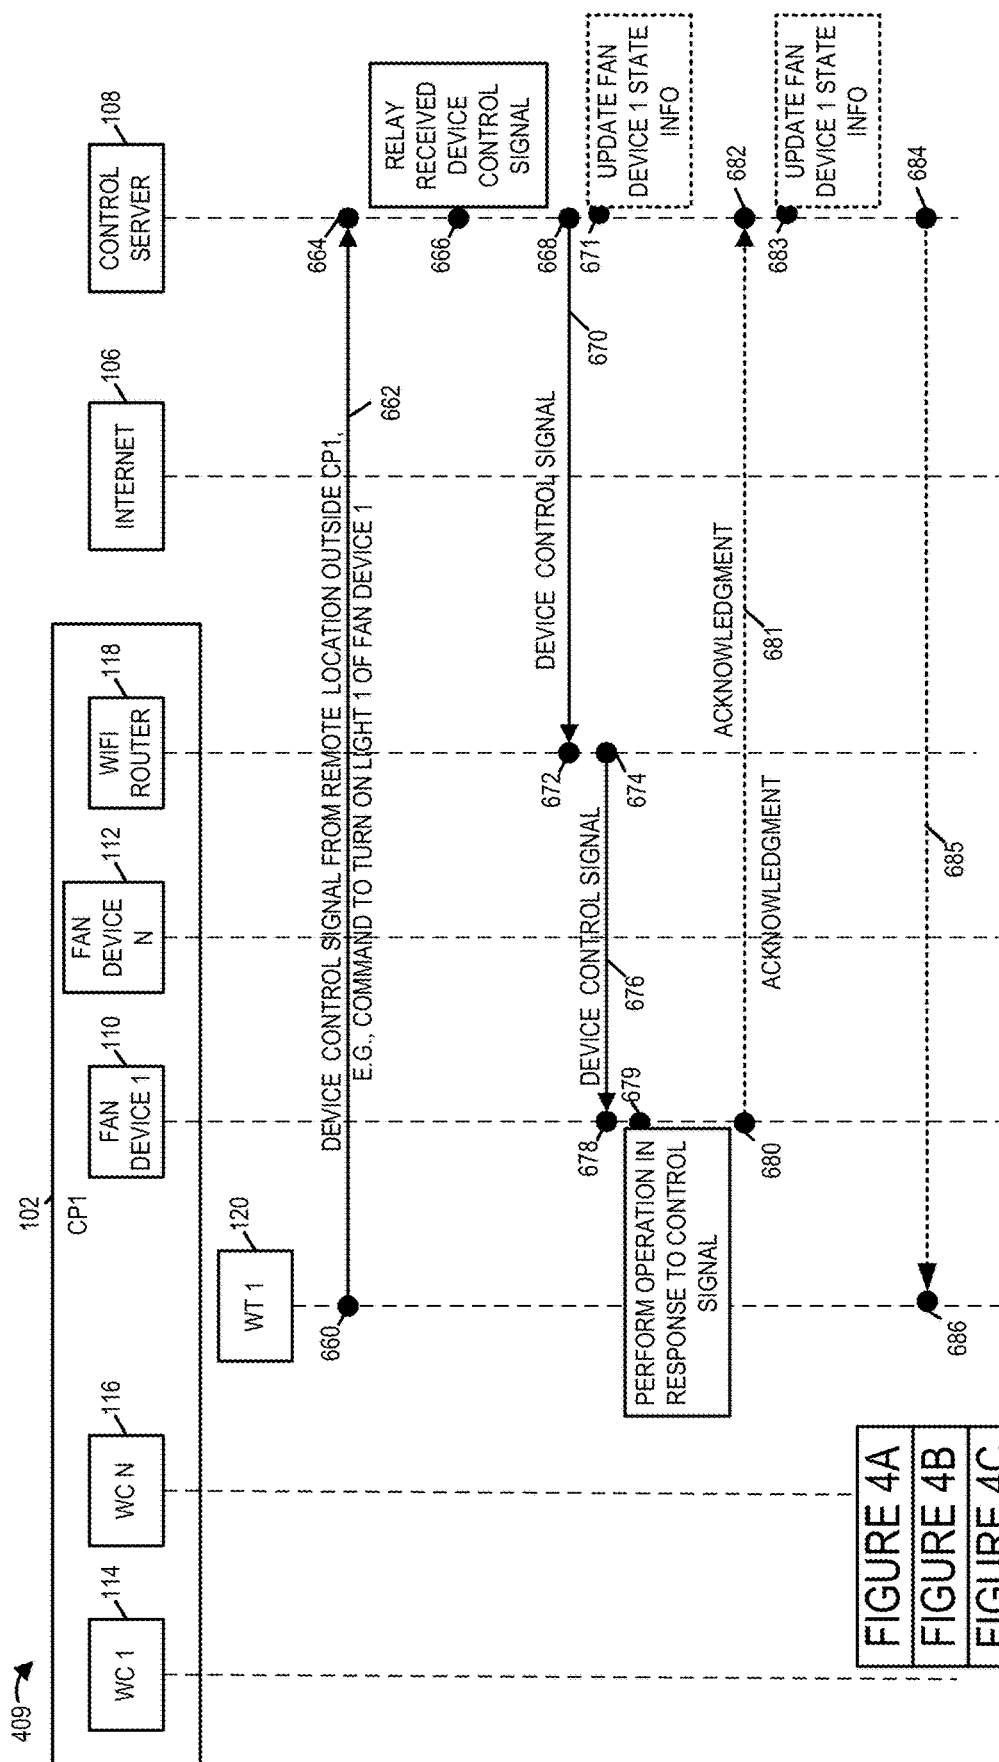 409
102
CP1
114
WC 1
116
WC N
120
WT 1
110
FAN
DEVICE 1
112
FAN
DEVICE
N
118
WIFI
ROUTER
106
INTERNET
108
CONTROL
SERVER
660
DEVICE CONTROL SIGNAL FROM REMOTE LOCATION OUTSIDE CP1,
E.G., COMMAND TO TURN ON LIGHT 1 OF FAN DEVICE 1
662
664
RELAY
RECEIVED
DEVICE
CONTROL
SIGNAL
666
668
DEVICE CONTROL SIGNAL
670
671
UPDATE FAN
DEVICE 1 STATE
INFO
672
674
DEVICE CONTROL SIGNAL
676
678
679
PERFORM OPERATION IN
RESPONSE TO CONTROL
SIGNAL
680
ACKNOWLEDGMENT
ACKNOWLEDGMENT
681
682
683
UPDATE FAN
DEVICE 1 STATE
INFO
684
685
686
FIGURE 4A
FIGURE 4B
FIGURE 4C